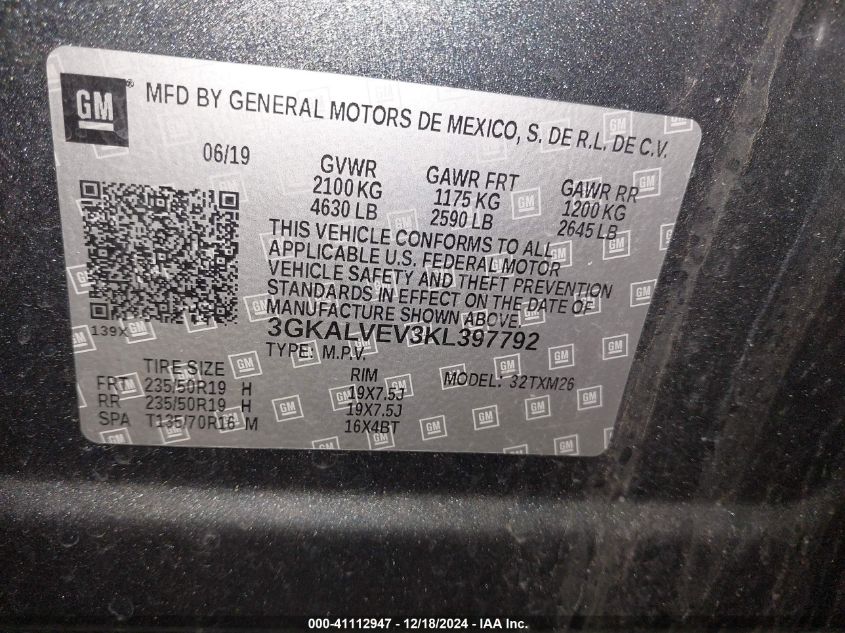 GM
MFD BY GENERAL MOTORS DE MEXICO, S. DE R.L. DE C.V.
06/19
GVWR
2100 KG
4630 LB
GAWR FRT
1175 KG
2590 LB
GAWR RR
1200 KG
2645 LB
THIS VEHICLE CONFORMS TO ALL
APPLICABLE U.S. FEDERAL MOTOR
VEHICLE SAFETY AND THEFT PREVENTION
STANDARDS IN EFFECT ON THE DATE OF
MANUFACTURE SHOWN ABOVE.
139X
3GKALVEV3KL397792
TYPE: M.P.V.
MODEL: 32TXM26
TIRE SIZE
RIM
FRT 235/50R19 H 19X7.5J
RR 235/50R19 H 19X7.5J
SPA T135/70R16 M 16X4BT
000-41112947 - 12/18/2024 - IAA Inc.